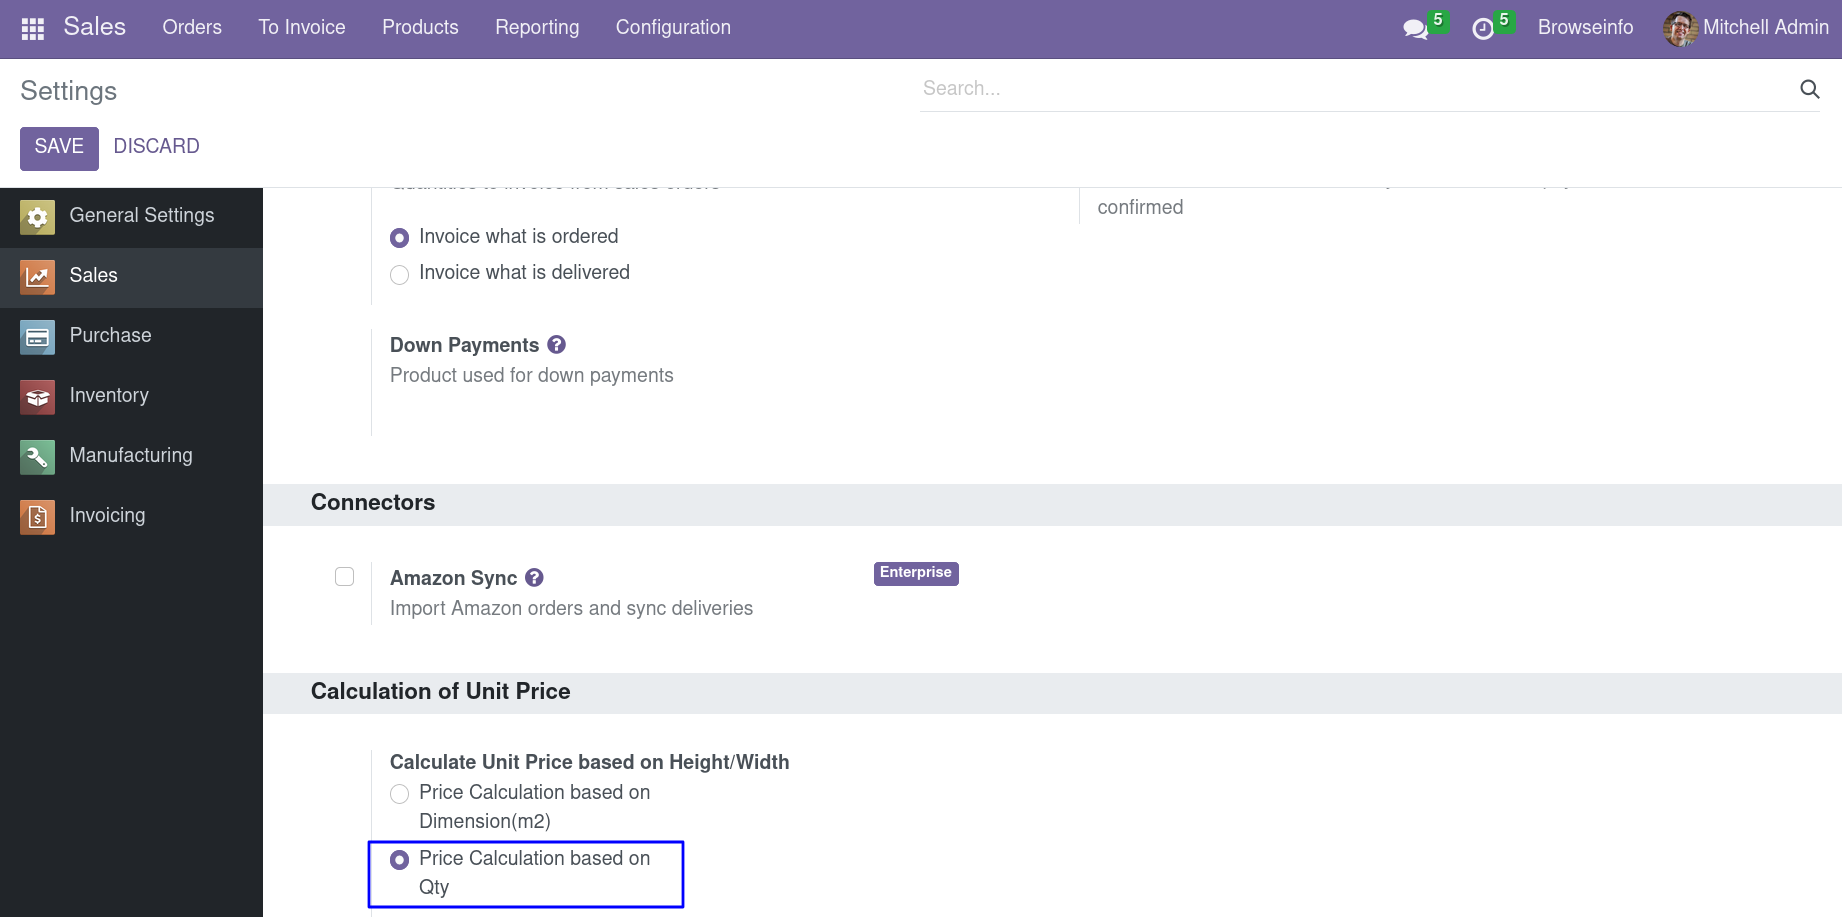 Sales Orders To Invoice Products Reporting Configuration 5 5 Browseinfo Mitchell Admin
Settings
Search...
SAVE DISCARD
General Settings
Sales
Purchase
Inventory
Manufacturing
Invoicing
confirmed
Invoice what is ordered
Invoice what is delivered
Down Payments ?
Product used for down payments
Connectors
Amazon Sync ? Enterprise
Import Amazon orders and sync deliveries
Calculation of Unit Price
Calculate Unit Price based on Height/Width
Price Calculation based on
Dimension(m2)
Price Calculation based on
Qty